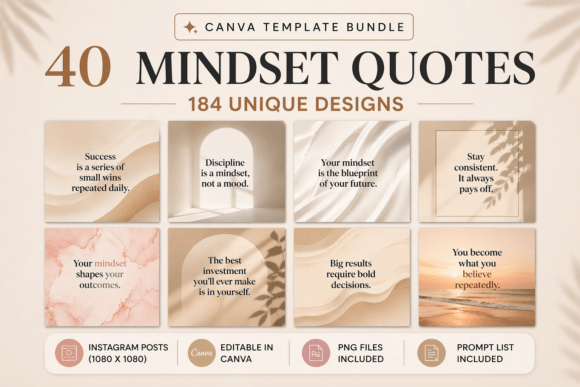 CANVA TEMPLATE BUNDLE
40 MINDSET QUOTES
184 UNIQUE DESIGNS
Success
is a series of
small wins
repeated daily.
Discipline
is a mindset,
not a mood.
Your mindset
is the blueprint
of your future.
Stay
consistent.
It always
pays off.
Your mindset
shapes your
outcomes.
The best
investment
you'll ever make
is in yourself.
Big results
require bold
decisions.
You become
what you
believe
repeatedly.
INSTAGRAM POSTS
(1080 X 1080)
Canva
EDITABLE IN
CANVA
PNG FILES
INCLUDED
PROMPT LIST
INCLUDED